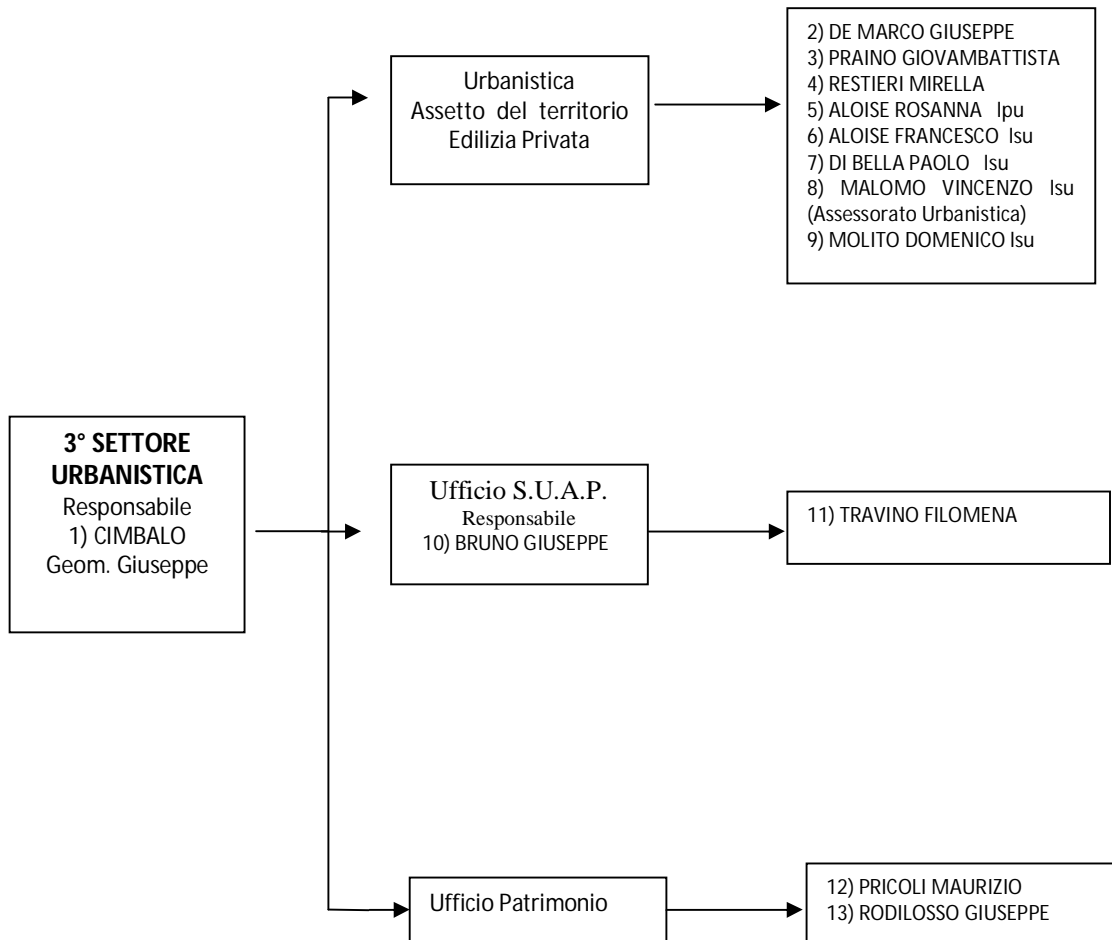 2) DE MARCO GIUSEPPE
3) PRAINO GIOVAMBATTISTA
4) RESTIERI MIRELLA
5) ALOISE ROSANNA Ipu
6) ALOISE FRANCESCO Isu
7) DI BELLA PAOLO Isu
8) MALOMO VINCENZO Isu
(Assessorato Urbanistica)
9) MOLITO DOMENICO Isu
Urbanistica
Assetto del territorio
Edilizia Privata
3° SETTORE
URBANISTICA
Responsabile
1) CIMBALO
Geom. Giuseppe
Ufficio S.U.A.P.
Responsabile
10) BRUNO GIUSEPPE
11) TRAVINO FILOMENA
Ufficio Patrimonio
12) PRICOLI MAURIZIO
13) RODILOSSO GIUSEPPE